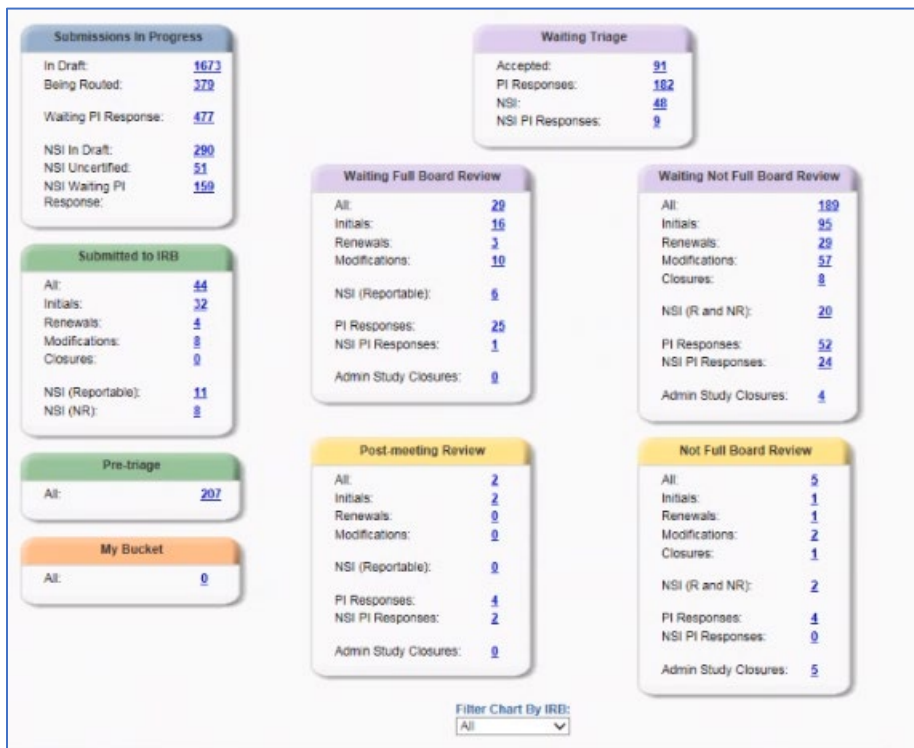 Submissions In Progress
In Draft: 1673
Being Routed: 379
Waiting PI Response: 477
NSI In Draft: 290
NSI Uncertified: 51
NSI Waiting PI 159
Response:
Submitted to IRB
All: 44
Initials: 32
Renewals: 4
Modifications: 8
Closures: 0
NSI (Reportable): 11
NSI (NR): 8
Pre-triage
All: 207
My Bucket
All: 0
Waiting Triage
Accepted: 91
PI Responses: 182
NSI: 48
NSI PI Responses: 9
Waiting Full Board Review
All: 29
Initials: 16
Renewals: 3
Modifications: 10
NSI (Reportable): 6
PI Responses: 25
NSI PI Responses: 1
Admin Study Closures: 0
Waiting Not Full Board Review
All: 189
Initials: 95
Renewals: 29
Modifications: 57
Closures: 8
NSI (R and NR): 20
PI Responses: 52
NSI PI Responses: 24
Admin Study Closures: 4
Post-meeting Review
All: 2
Initials: 2
Renewals: 0
Modifications: 0
NSI (Reportable): 0
PI Responses: 4
NSI PI Responses: 2
Admin Study Closures: 0
Not Full Board Review
All: 5
Initials: 1
Renewals: 1
Modifications: 2
Closures: 1
NSI (R and NR): 2
PI Responses: 4
NSI PI Responses: 0
Admin Study Closures: 5
Filter Chart By IRB:
All